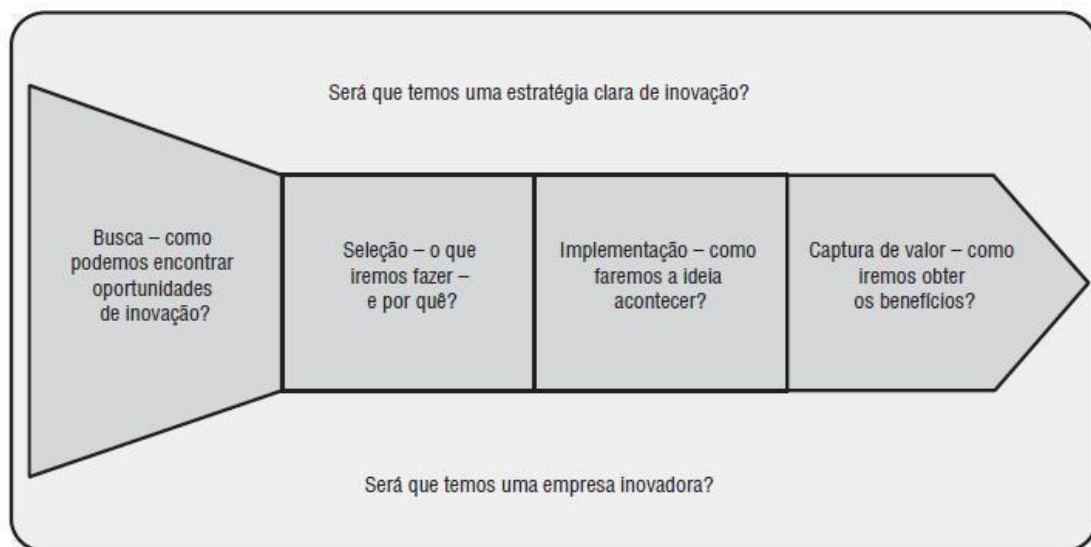 Será que temos uma estratégia clara de inovação?
Busca – como
podemos encontrar
oportunidades
de inovação?
Seleção – o que
iremos fazer –
e por quê?
Implementação – como
faremos a ideia
acontecer?
Captura de valor – como
iremos obter
os benefícios?
Será que temos uma empresa inovadora?